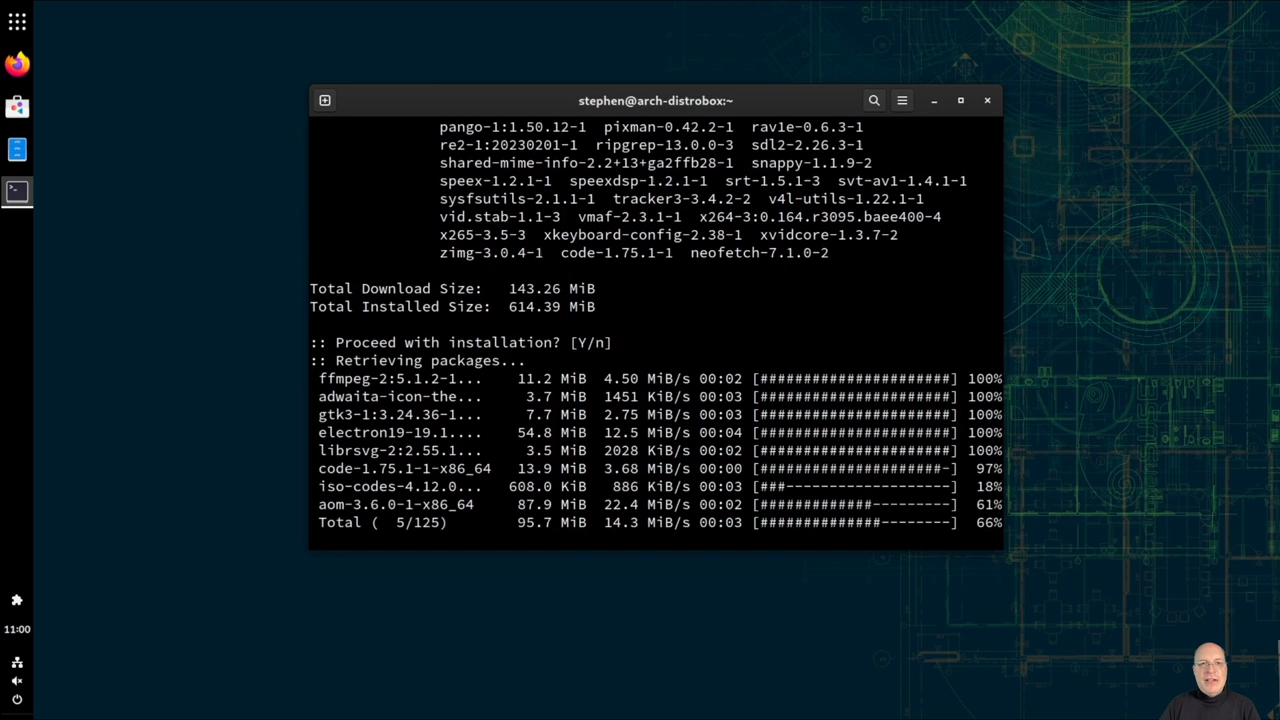 stephen@arch-distrobox:~
pango-1:1.50.12-1 pixman-0.42.2-1 rav1e-0.6.3-1
re2-1:20230201-1 ripgrep-13.0.0-3 sdl2-2.26.3-1
shared-mime-info-2.2+13+ga2ffb28-1 snappy-1.1.9-2
speex-1.2.1-1 speexdsp-1.2.1-1 srt-1.5.1-3 svt-av1-1.4.1-1
sysfsutils-2.1.1-1 tracker3-3.4.2-2 v4l-utils-1.22.1-1
vid.stab-1.1-3 vmaf-2.3.1-1 x264-3:0.164.r3095.baee400-4
x265-3.5-3 xkeyboard-config-2.38-1 xvidcore-1.3.7-2
zimg-3.0.4-1 code-1.75.1-1 neofetch-7.1.0-2
Total Download Size: 143.26 MiB
Total Installed Size: 614.39 MiB
:: Proceed with installation? [Y/n]
:: Retrieving packages...
ffmpeg-2:5.1.2-1... 11.2 MiB 4.50 MiB/s 00:02 [######################] 100%
adwaita-icon-the... 3.7 MiB 1451 KiB/s 00:03 [######################] 100%
gtk3-1:3.24.36-1... 7.7 MiB 2.75 MiB/s 00:03 [######################] 100%
electron19-19.1.... 54.8 MiB 12.5 MiB/s 00:04 [######################] 100%
librsvg-2:2.55.1... 3.5 MiB 2028 KiB/s 00:02 [######################] 100%
code-1.75.1-1-x86_64 13.9 MiB 3.68 MiB/s 00:00 [#####################-] 97%
iso-codes-4.12.0... 608.0 KiB 886 KiB/s 00:03 [###-------------------] 18%
aom-3.6.0-1-x86_64 87.9 MiB 22.4 MiB/s 00:02 [#############---------] 61%
Total ( 5/125) 95.7 MiB 14.3 MiB/s 00:03 [##############--------] 66%
11:00